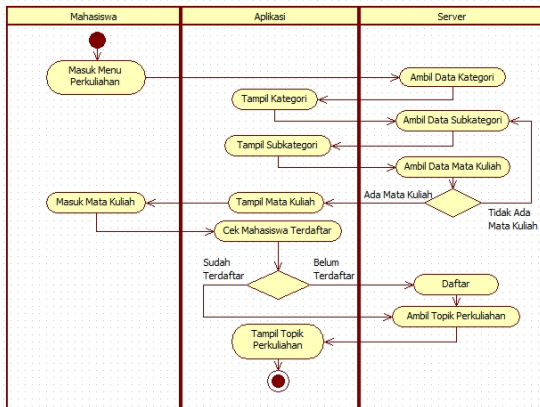 Mahasiswa
Aplikasi
Server
Masuk Menu
Perkuliahan
Ambil Data Kategori
Tampil Kategori
Ambil Data Subkategori
Tampil Subkategori
Ambil Data Mata Kuliah
Ada Mata Kuliah
Tidak Ada
Mata Kuliah
Masuk Mata Kuliah
Tampil Mata Kuliah
Cek Mahasiswa Terdaftar
Sudah
Terdaftar
Belum
Terdaftar
Daftar
Ambil Topik Perkuliahan
Tampil Topik
Perkuliahan